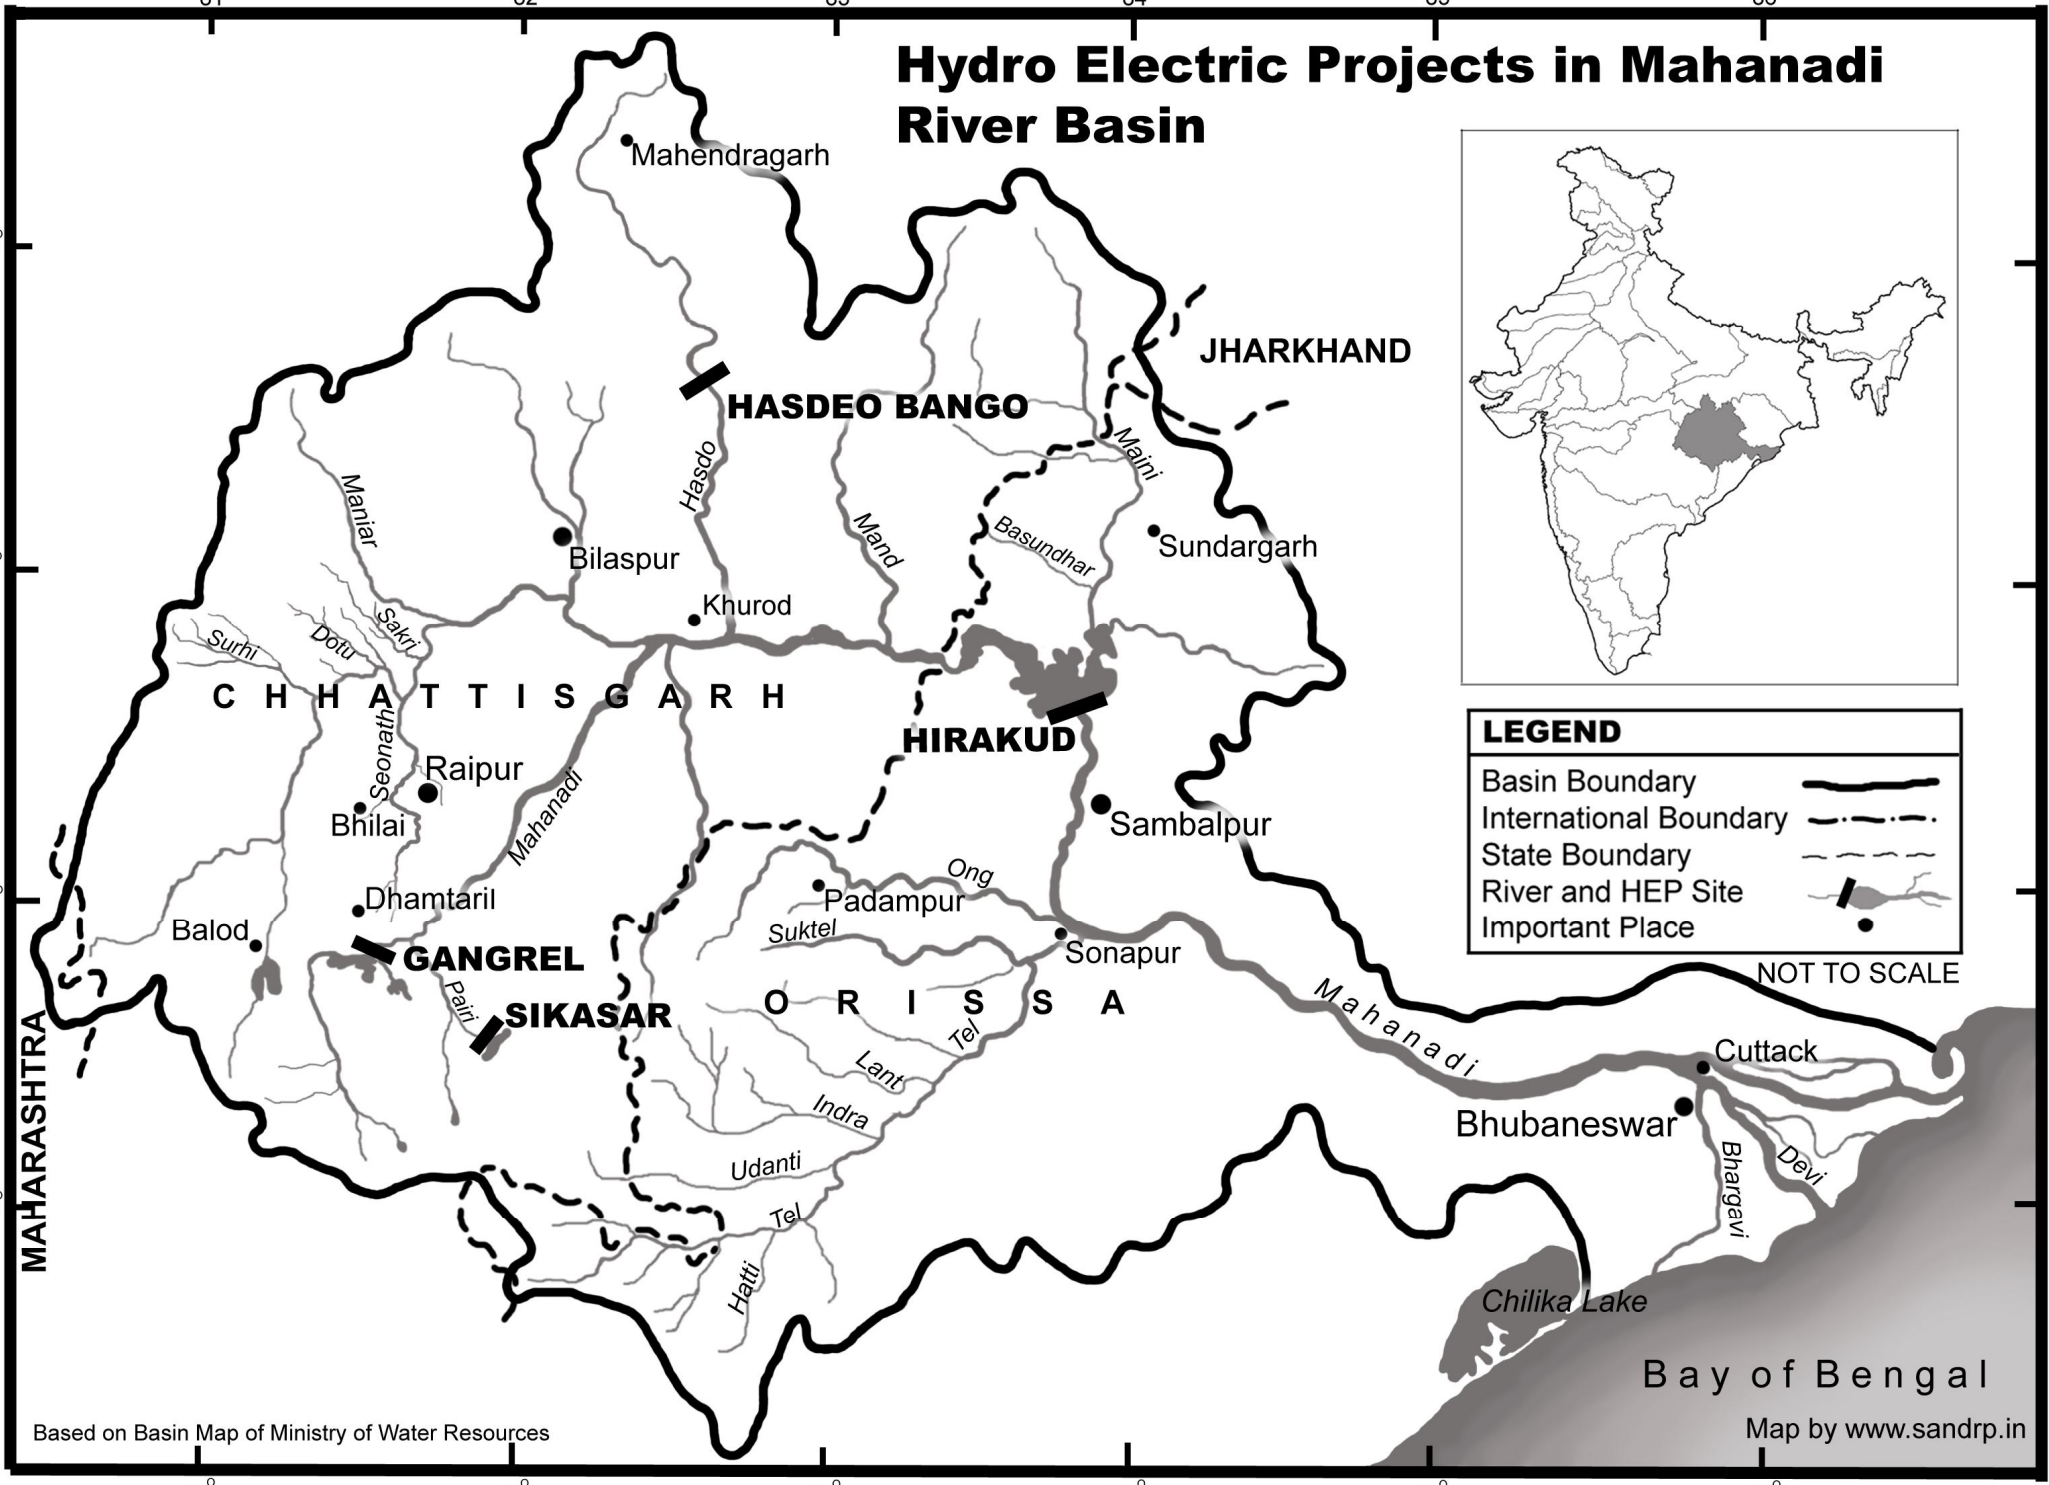 Hydro Electric Projects in Mahanadi
River Basin
Mahendragarh
JHARKHAND
HASDEO BANGO
Maniar
Hasdo
Mand
Maini
Basundhar
Sundargarh
Bilaspur
Khurod
Surhi
Dotu
Sakri
CHHATTISGARH
Seonath
HIRAKUD
Raipur
Bhilai
Mahanadi
Sambalpur
LEGEND
Basin Boundary
International Boundary
State Boundary
River and HEP Site
Important Place
NOT TO SCALE
Ong
Padampur
Dhamtaril
Balod
Suktel
Sonapur
GANGREL
Pairi
SIKASAR
ORISSA
Mahanadi
Tel
Lant
Indra
Cuttack
Bhubaneswar
Devi
Bhargavi
MAHARASHTRA
Udanti
Tel
Hatti
Chilika Lake
Bay of Bengal
Based on Basin Map of Ministry of Water Resources
Map by www.sandrp.in